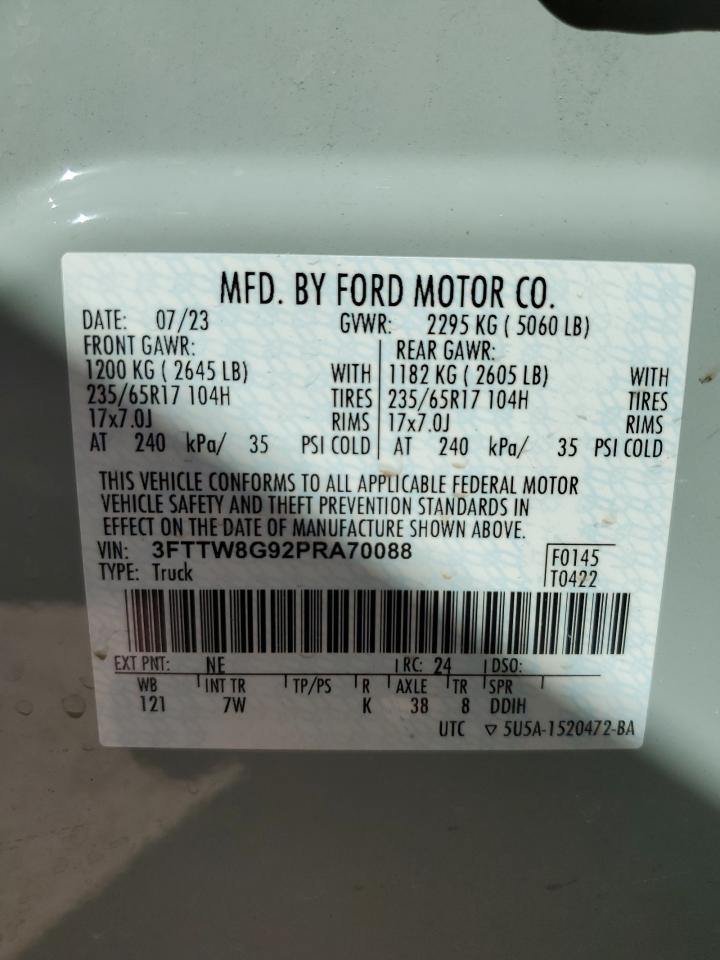 MFD. BY FORD MOTOR CO.
DATE: 07/23 GVWR: 2295 KG ( 5060 LB)
FRONT GAWR: REAR GAWR:
1200 KG ( 2645 LB) WITH 1182 KG ( 2605 LB) WITH
235/65R17 104H TIRES 235/65R17 104H TIRES
17x7.0J RIMS 17x7.0J RIMS
AT 240 kPa/ 35 PSI COLD AT 240 kPa/ 35 PSI COLD
THIS VEHICLE CONFORMS TO ALL APPLICABLE FEDERAL MOTOR
VEHICLE SAFETY AND THEFT PREVENTION STANDARDS IN
EFFECT ON THE DATE OF MANUFACTURE SHOWN ABOVE.
VIN: 3FTTW8G92PRA70088 F0145
TYPE: Truck T0422
EXT PNT: NE RC: 24 DSO:
WB INT TR TP/PS R AXLE TR SPR
121 7W K 38 8 DDIH
UTC ▽ 5U5A-1520472-BA